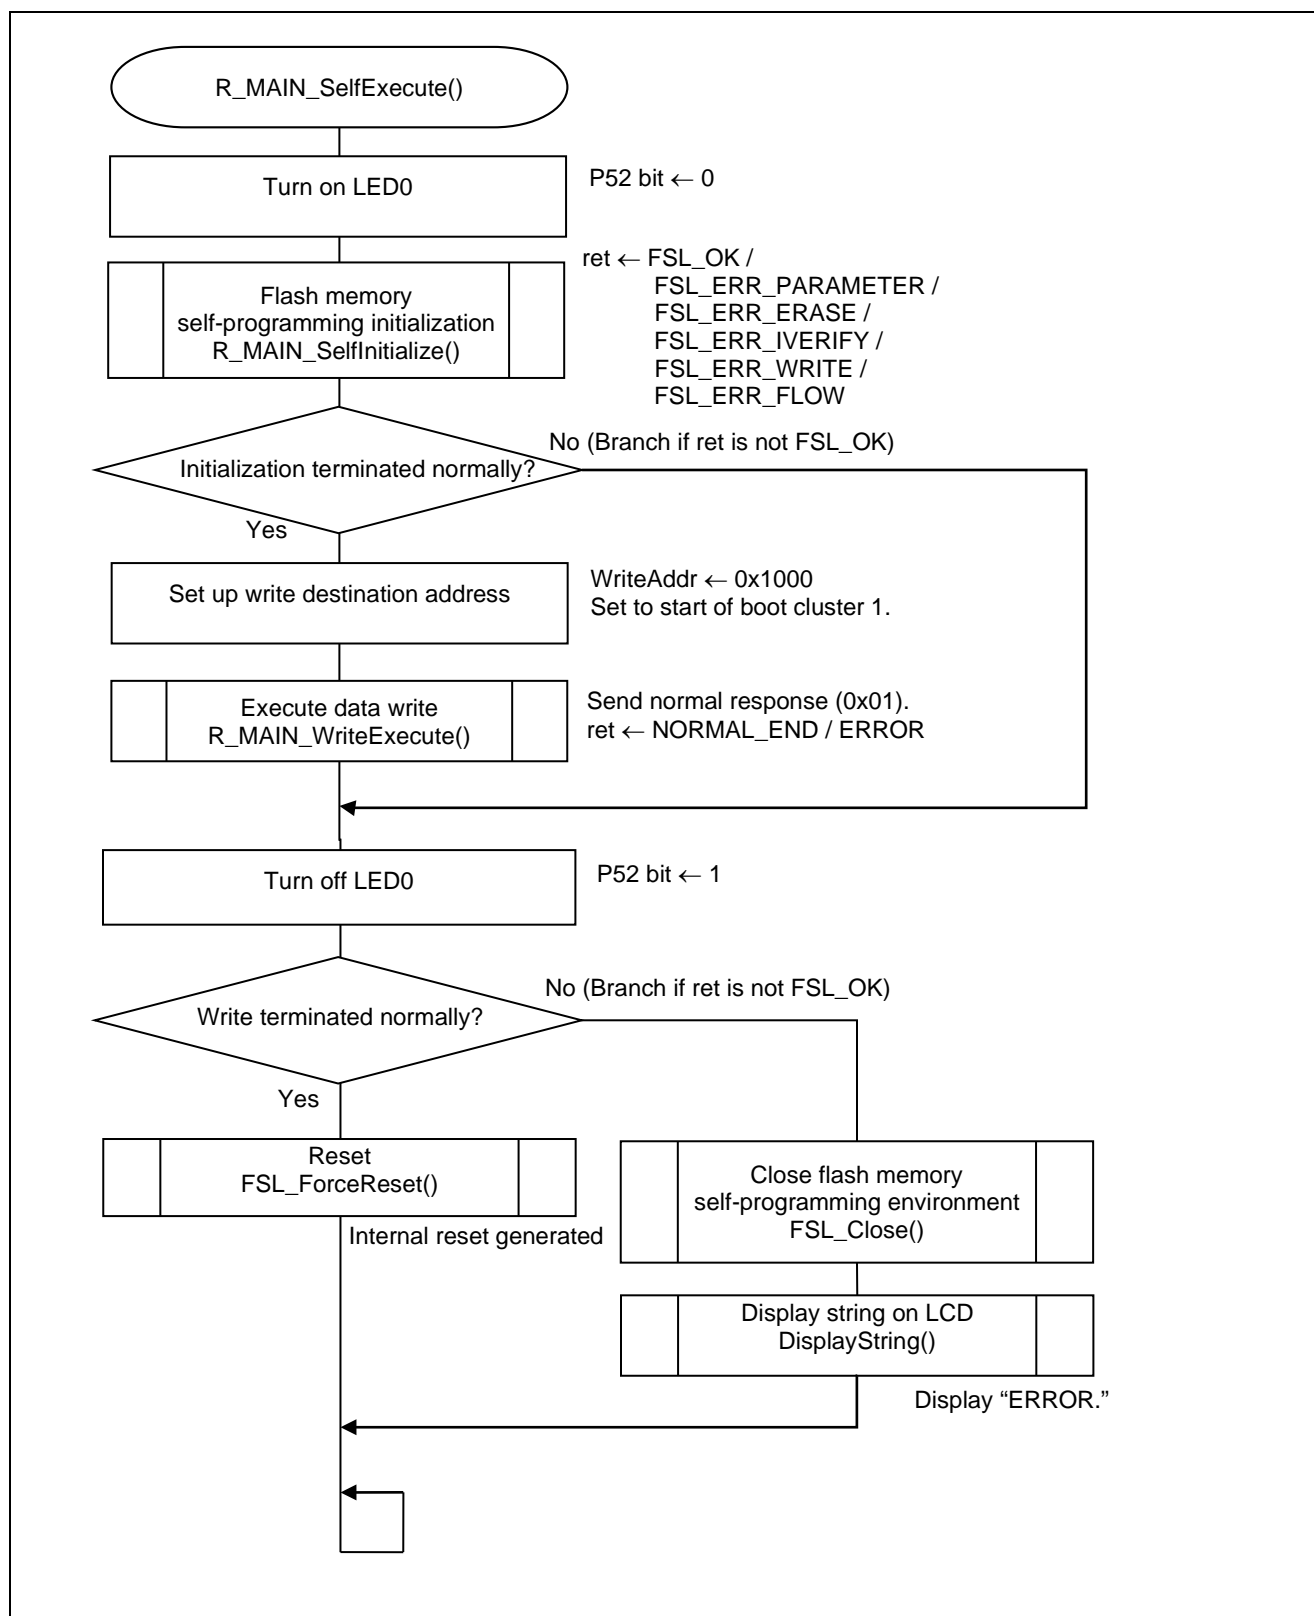 R_MAIN_SelfExecute()
Turn on LED0
P52 bit ← 0
Flash memory
self-programming initialization
R_MAIN_SelfInitialize()
ret ← FSL_OK /
FSL_ERR_PARAMETER /
FSL_ERR_ERASE /
FSL_ERR_IVERIFY /
FSL_ERR_WRITE /
FSL_ERR_FLOW
No (Branch if ret is not FSL_OK)
Initialization terminated normally?
Yes
Set up write destination address
WriteAddr ← 0x1000
Set to start of boot cluster 1.
Execute data write
R_MAIN_WriteExecute()
Send normal response (0x01).
ret ← NORMAL_END / ERROR
Turn off LED0
P52 bit ← 1
No (Branch if ret is not FSL_OK)
Write terminated normally?
Yes
Reset
FSL_ForceReset()
Internal reset generated
Close flash memory
self-programming environment
FSL_Close()
Display string on LCD
DisplayString()
Display “ERROR.”